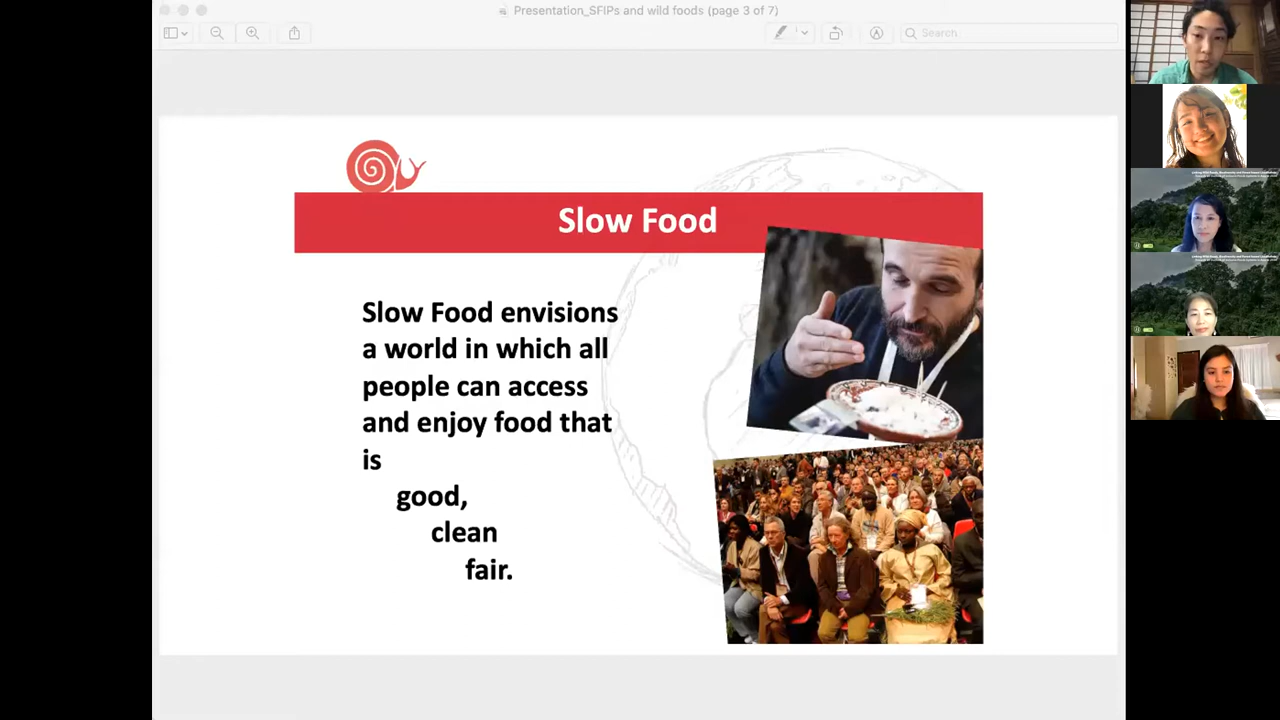 Presentation_SFIPs and wild foods (page 3 of 7)
Search
Slow Food
Slow Food envisions
a world in which all
people can access
and enjoy food that
is
good,
clean
fair.